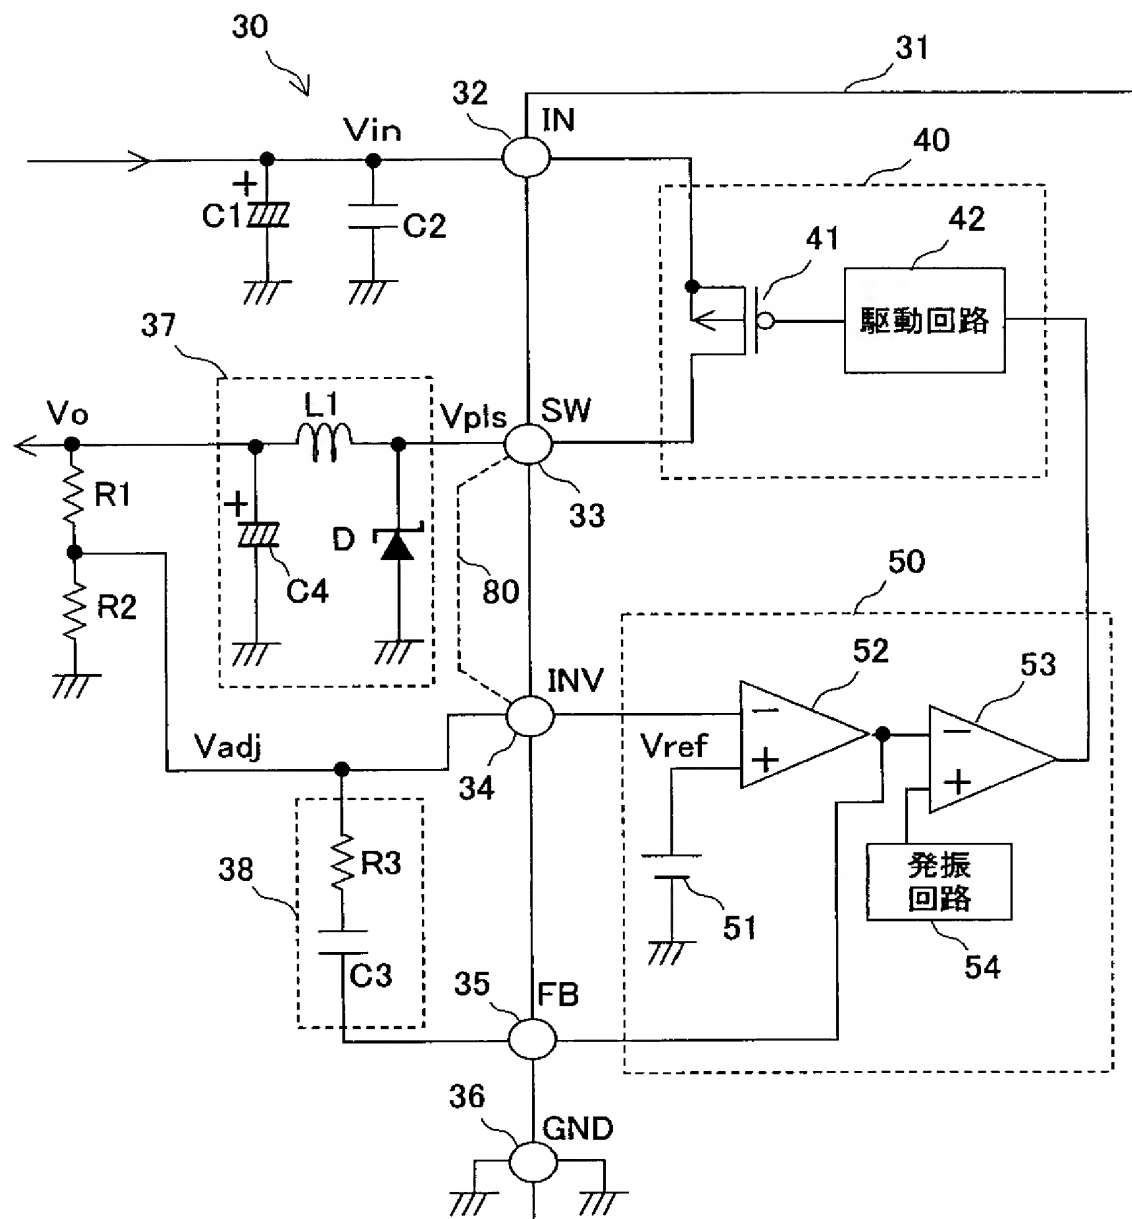 30
31
32
IN
Vin
40
+
C1
C2
41
42
駆動回路
37
L1
Vo
Vpls
SW
R1
33
+
D
C4
80
R2
50
52
INV
53
Vadj
34
Vref
−
+
−
+
38
R3
発振
回路
51
C3
54
35
FB
36
GND